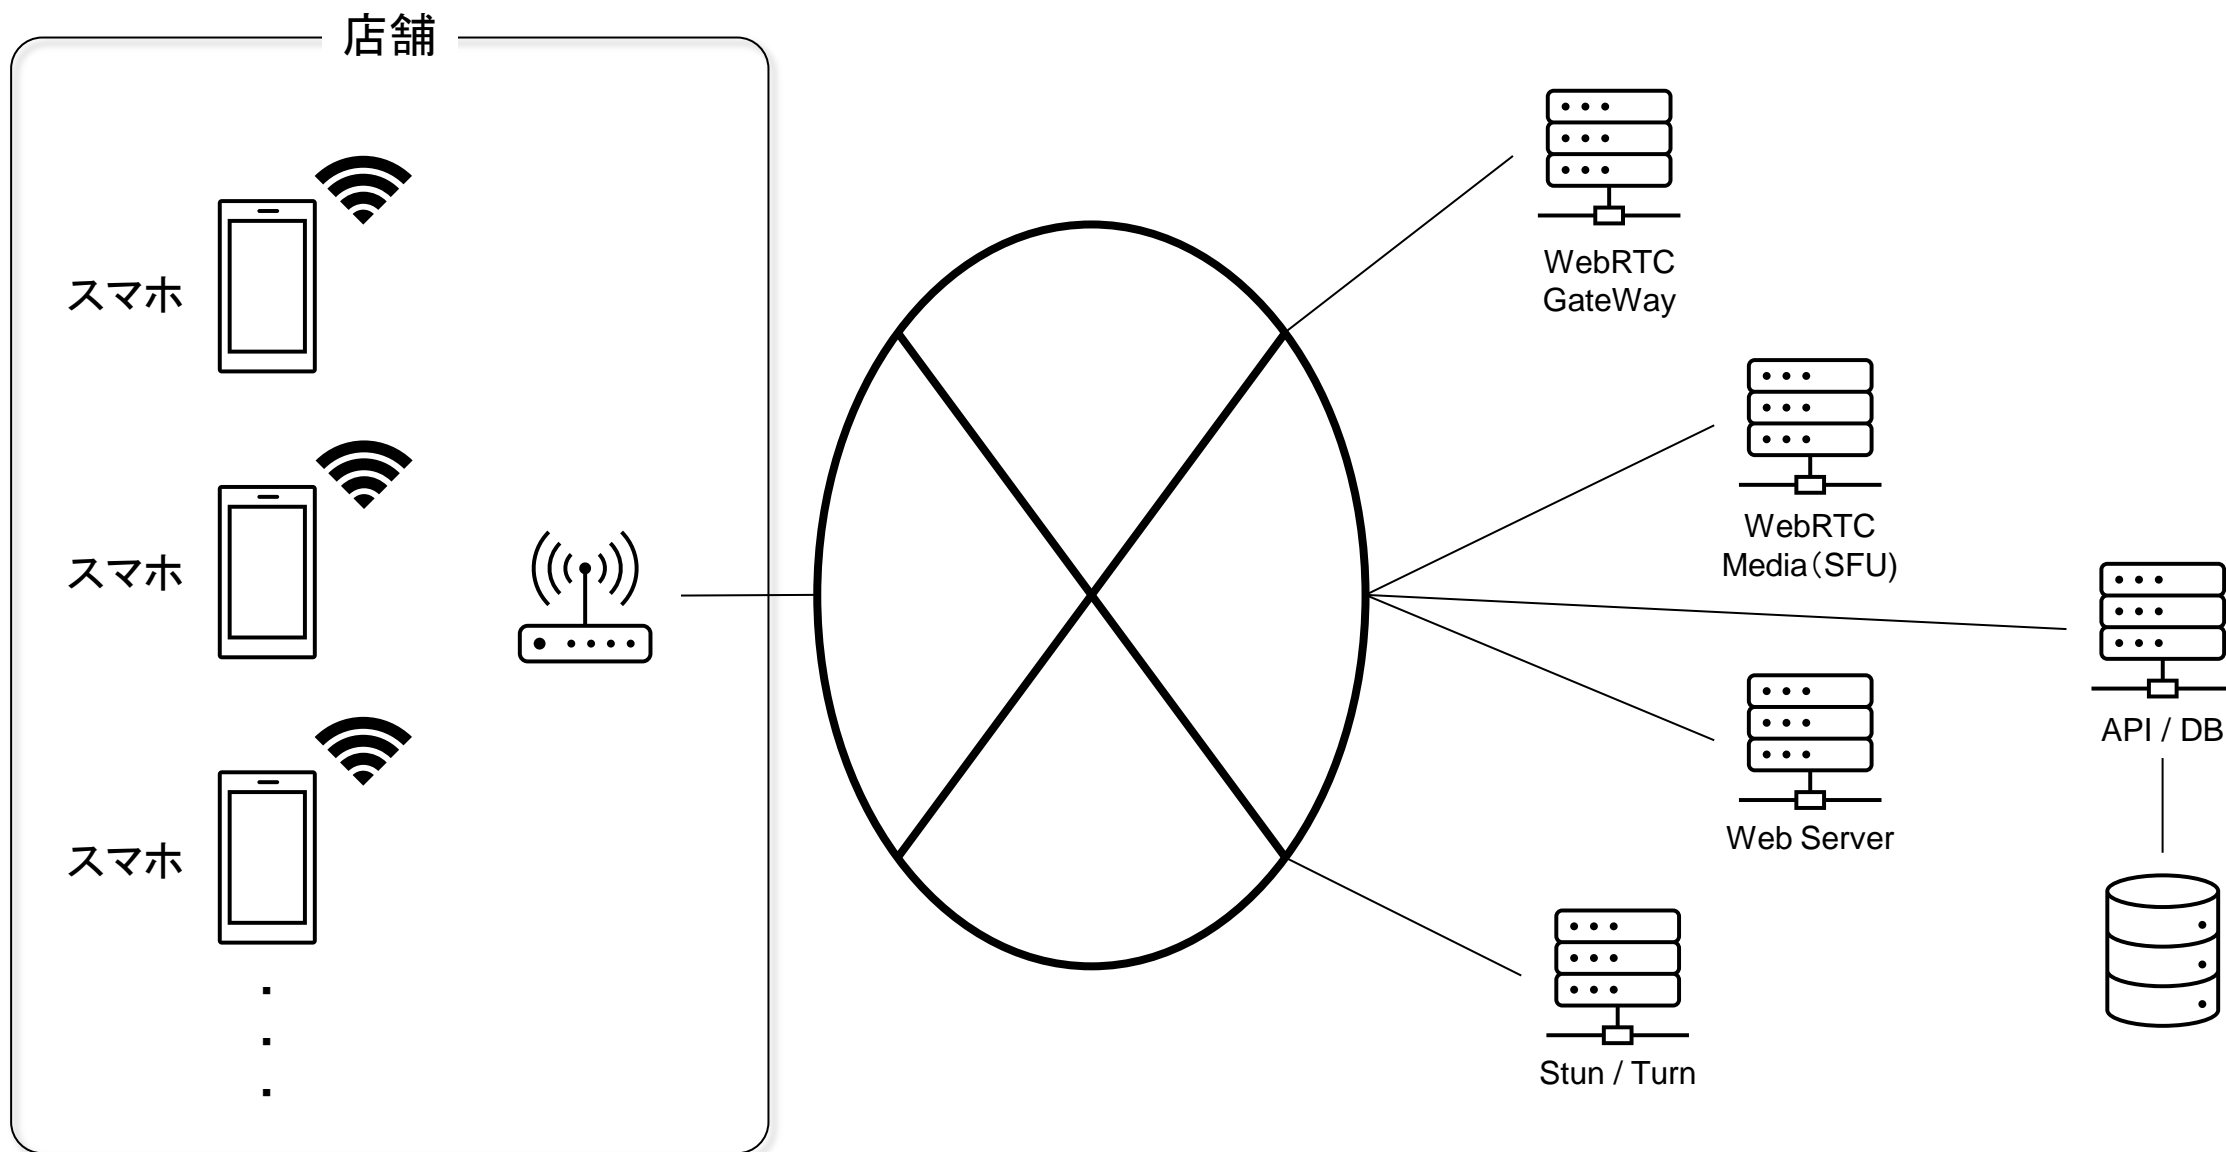 店舗
スマホ
スマホ
スマホ
・
・
・
WebRTC
GateWay
WebRTC
Media（SFU)
API / DB
Web Server
Stun / Turn